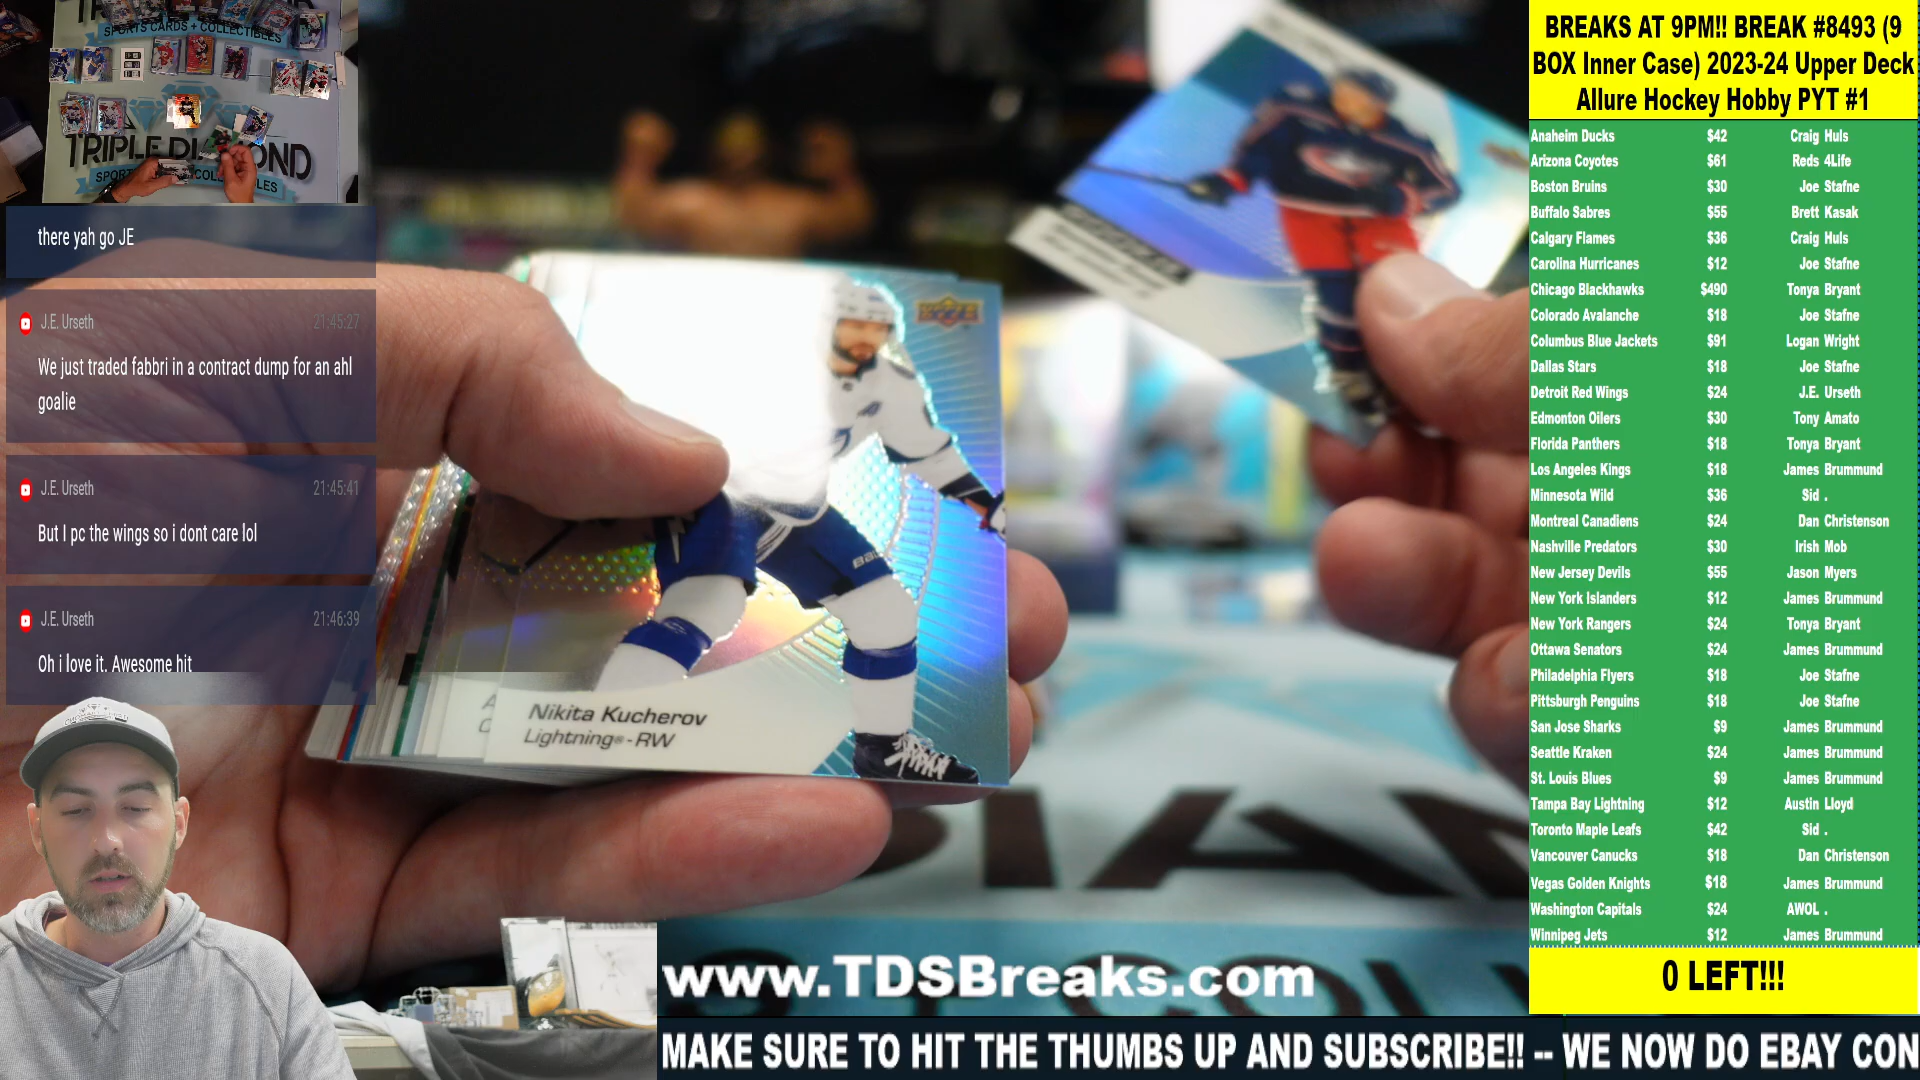 SPORTS CARDS + COLLECTIBLES
TRIPLE DIAMOND
SPORTS
there yah go JE
J.E. Urseth 21:45:27
We just traded fabbri in a contract dump for an ahl
goalie
J.E. Urseth 21:45:41
But I pc the wings so i dont care lol
J.E. Urseth 21:46:39
Oh i love it. Awesome hit
Nikita Kucherov
Lightning® - RW
BREAKS AT 9PM!! BREAK #8493 (9
BOX Inner Case) 2023-24 Upper Deck
Allure Hockey Hobby PYT #1
Anaheim Ducks $42 Craig Huls
Arizona Coyotes $61 Reds 4Life
Boston Bruins $30 Joe Stafne
Buffalo Sabres $55 Brett Kasak
Calgary Flames $36 Craig Huls
Carolina Hurricanes $12 Joe Stafne
Chicago Blackhawks $490 Tonya Bryant
Colorado Avalanche $18 Joe Stafne
Columbus Blue Jackets $91 Logan Wright
Dallas Stars $18 Joe Stafne
Detroit Red Wings $24 J.E. Urseth
Edmonton Oilers $30 Tony Amato
Florida Panthers $18 Tonya Bryant
Los Angeles Kings $18 James Brummund
Minnesota Wild $36 Sid .
Montreal Canadiens $24 Dan Christenson
Nashville Predators $30 Irish Mob
New Jersey Devils $55 Jason Myers
New York Islanders $12 James Brummund
New York Rangers $24 Tonya Bryant
Ottawa Senators $24 James Brummund
Philadelphia Flyers $18 Joe Stafne
Pittsburgh Penguins $18 Joe Stafne
San Jose Sharks $9 James Brummund
Seattle Kraken $24 James Brummund
St. Louis Blues $9 James Brummund
Tampa Bay Lightning $12 Austin Lloyd
Toronto Maple Leafs $42 Sid .
Vancouver Canucks $18 Dan Christenson
Vegas Golden Knights $18 James Brummund
Washington Capitals $24 AWOL .
Winnipeg Jets $12 James Brummund
0 LEFT!!!
www.TDSBreaks.com
MAKE SURE TO HIT THE THUMBS UP AND SUBSCRIBE!! -- WE NOW DO EBAY CON